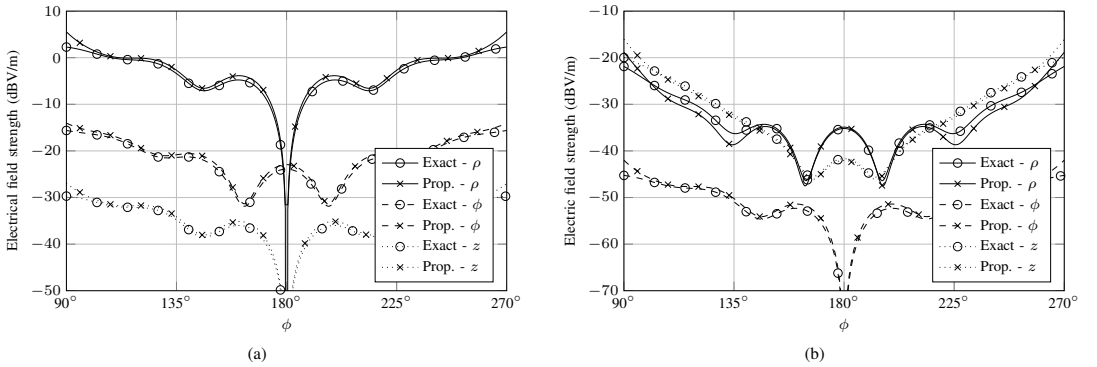 10
0
−10
−20
−30
−40
−50
90°
135°
180°
225°
270°
Electrical field strength (dBV/m)
ϕ
Exact - ρ
Prop. - ρ
Exact - ϕ
Prop. - ϕ
Exact - z
Prop. - z
(a)
−10
−20
−30
−40
−50
−60
−70
90°
135°
180°
225°
270°
Electric field strength (dBV/m)
ϕ
Exact - ρ
Prop. - ρ
Exact - ϕ
Prop. - ϕ
Exact - z
Prop. - z
(b)